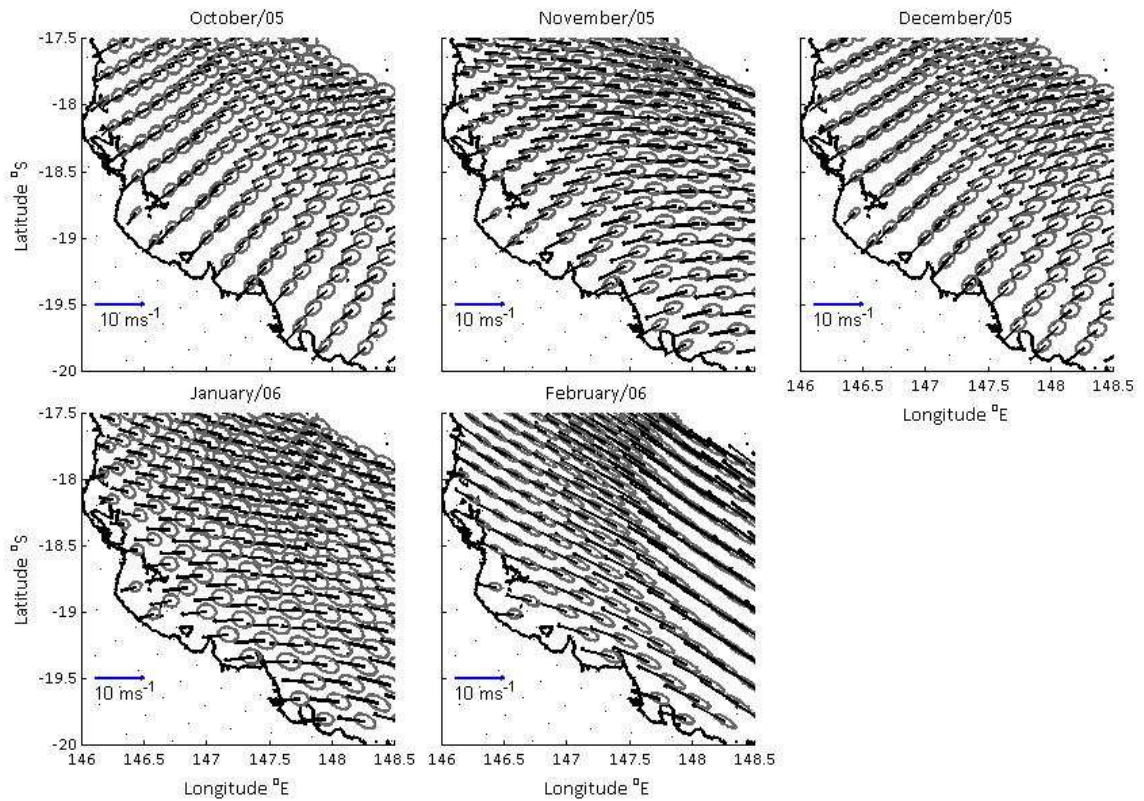 October/05
November/05
December/05
Latitude °S
-17.5
-18
-18.5
-19
-19.5
-20
10 ms⁻¹
10 ms⁻¹
10 ms⁻¹
146 146.5 147 147.5 148 148.5
Longitude °E
January/06
February/06
Latitude °S
-17.5
-18
-18.5
-19
-19.5
-20
10 ms⁻¹
10 ms⁻¹
146 146.5 147 147.5 148 148.5
146 146.5 147 147.5 148 148.5
Longitude °E
Longitude °E